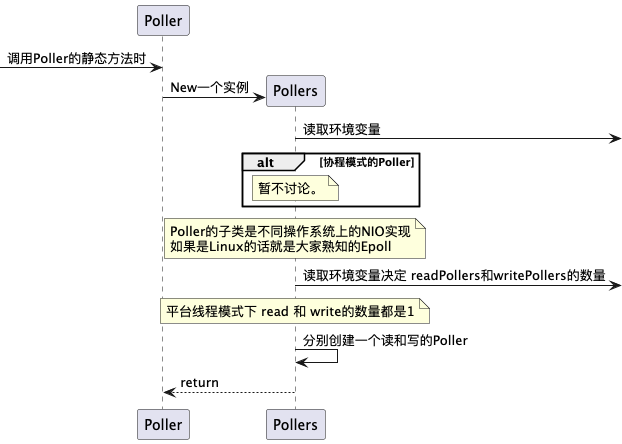 Poller
调用Poller的静态方法时
New一个实例
Pollers
读取环境变量
alt
[协程模式的Poller]
暂不讨论。
Poller的子类是不同操作系统上的NIO实现
如果是Linux的话就是大家熟知的Epoll
读取环境变量决定 readPollers和writePollers的数量
平台线程模式下 read 和 write的数量都是1
分别创建一个读和写的Poller
return
Poller
Pollers